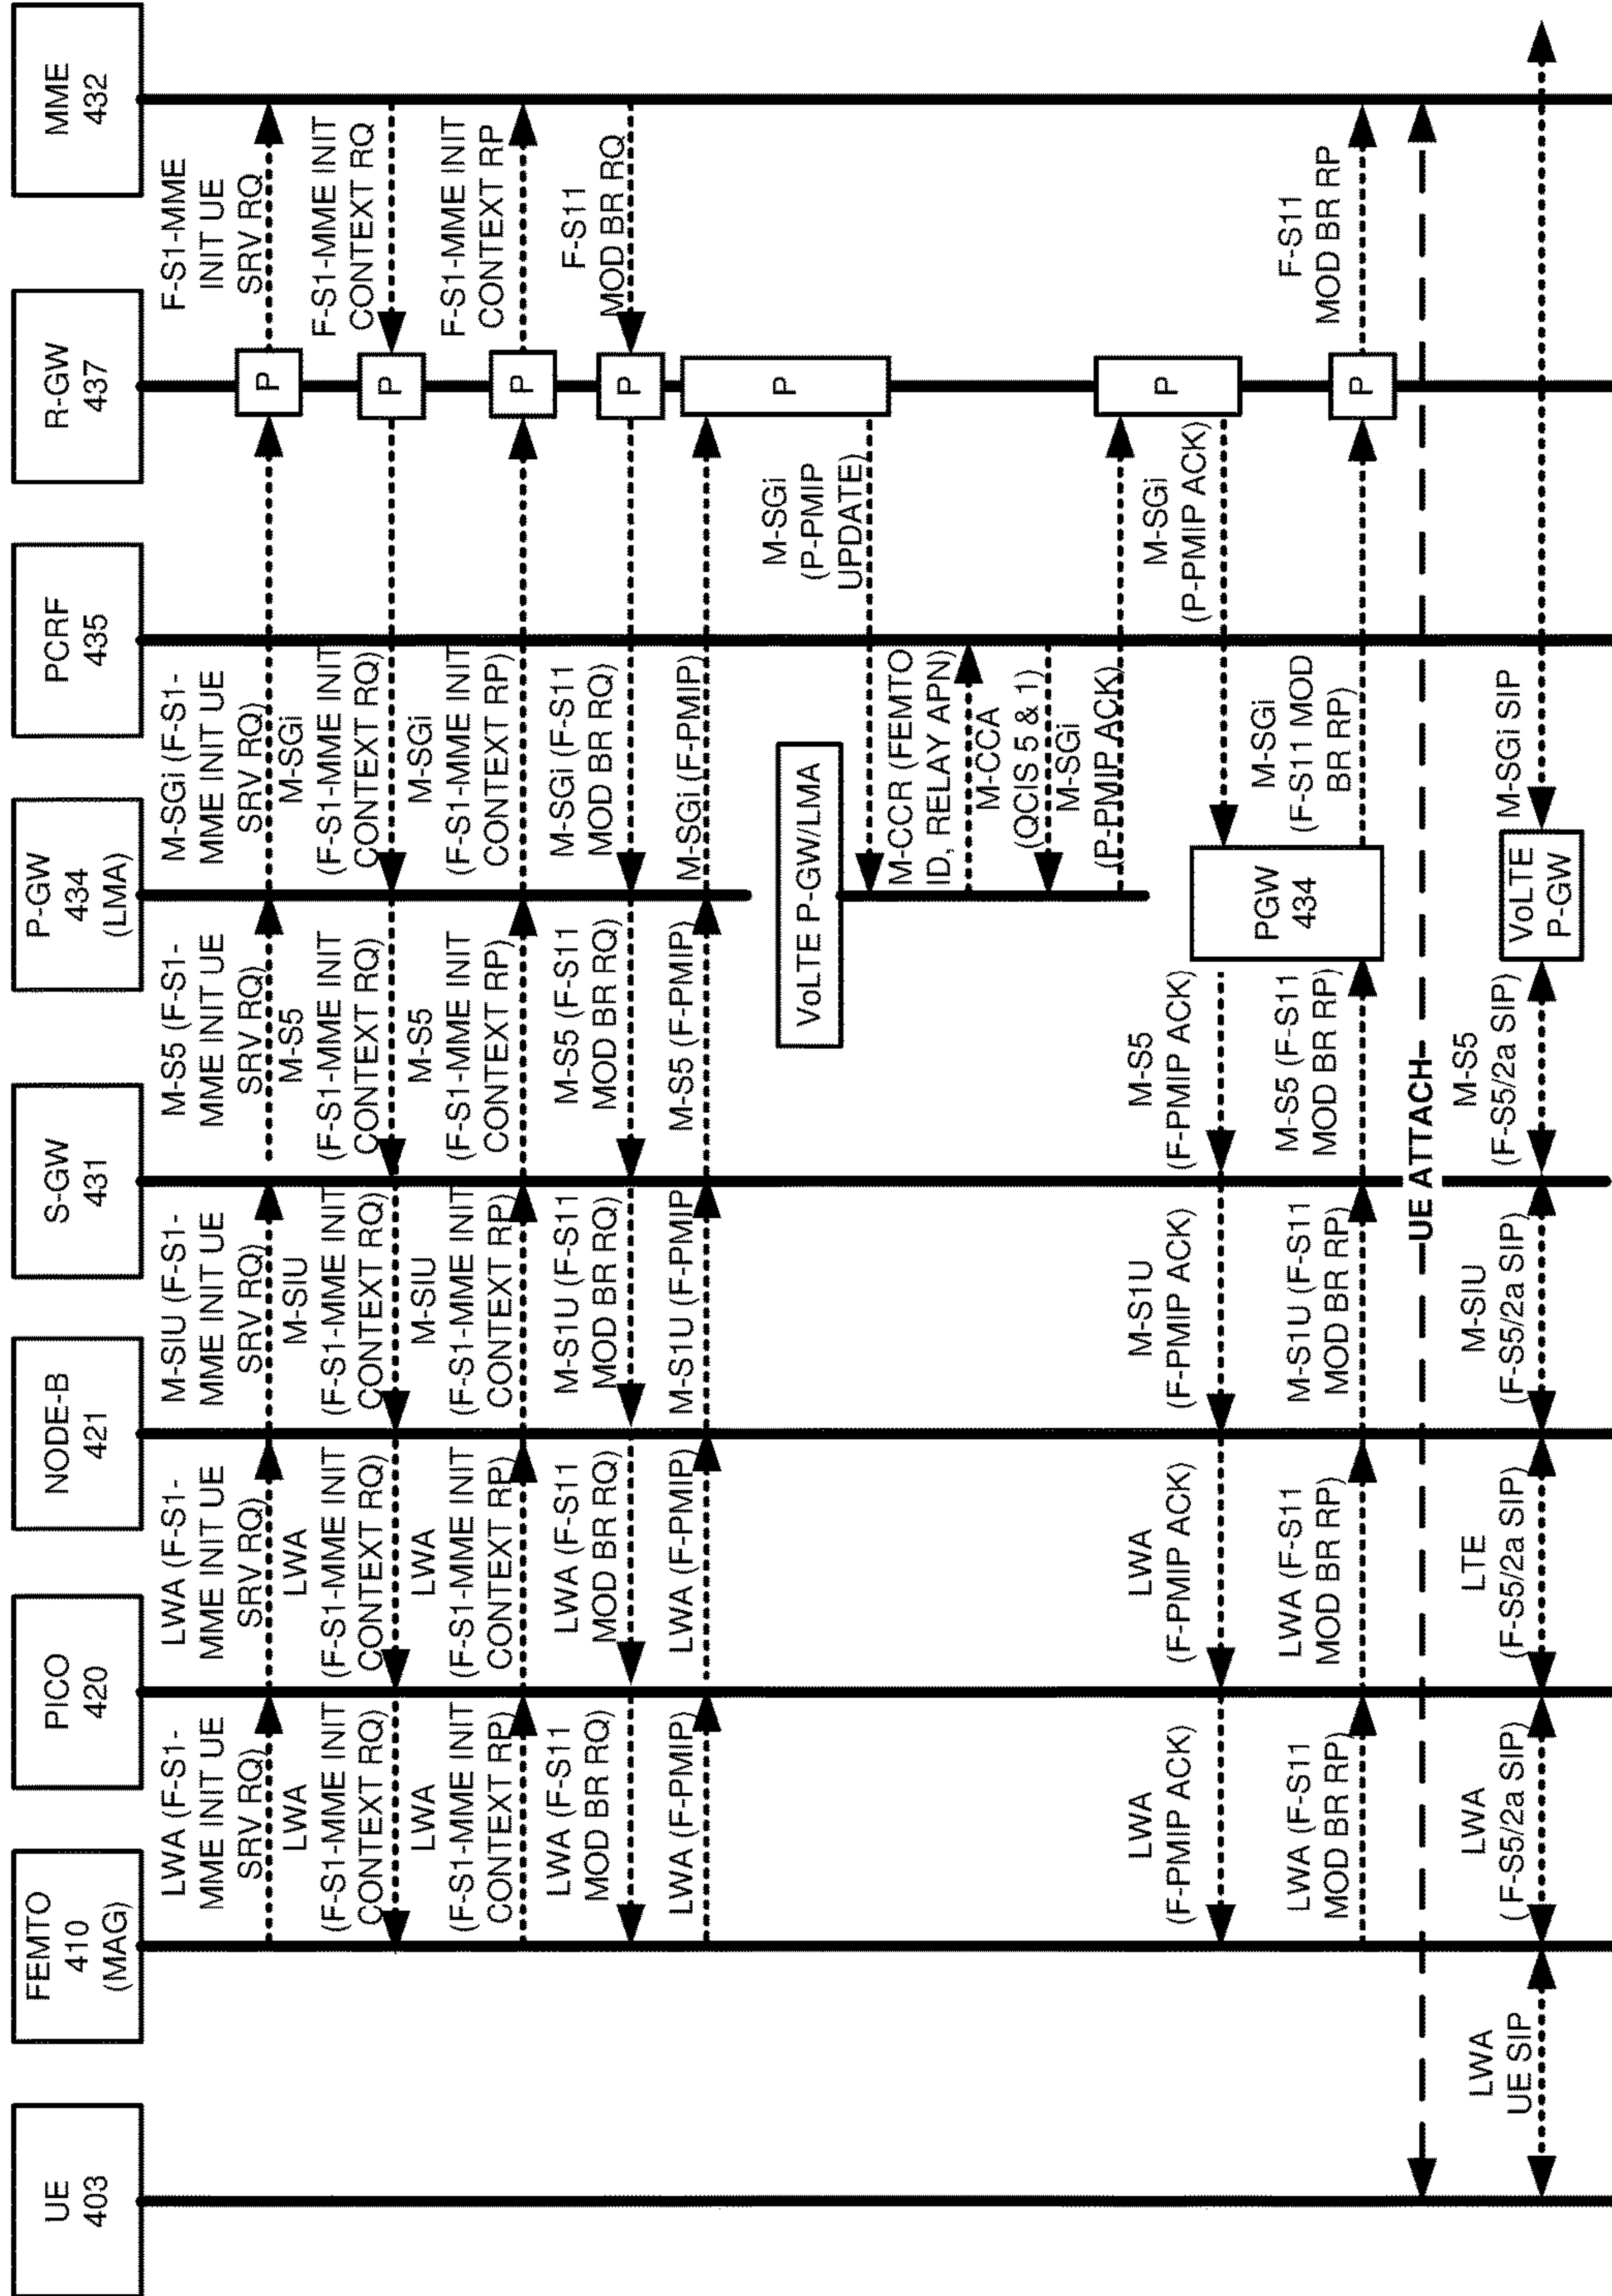 UE
403
FEMTO
410
(MAG)
PICO
420
NODE-B
421
S-GW
431
P-GW
434
(LMA)
PCRF
435
R-GW
437
MME
432
LWA (F-S1-
MME INIT UE
SRV RQ)
LWA (F-S1-
MME INIT UE
SRV RQ)
M-SIU (F-S1-
MME INIT UE
SRV RQ)
M-S5 (F-S1-
MME INIT UE
SRV RQ)
M-SGi (F-S1-
MME INIT UE
SRV RQ)
P
F-S1-MME
INIT UE
SRV RQ
LWA
(F-S1-MME INIT
CONTEXT RQ)
LWA
(F-S1-MME INIT
CONTEXT RQ)
M-SIU
(F-S1-MME INIT
CONTEXT RQ)
M-S5
(F-S1-MME INIT
CONTEXT RQ)
M-SGi
(F-S1-MME INIT
CONTEXT RQ)
P
F-S1-MME INIT
CONTEXT RQ
LWA
(F-S1-MME INIT
CONTEXT RP)
LWA
(F-S1-MME INIT
CONTEXT RP)
M-SIU
(F-S1-MME INIT
CONTEXT RP)
M-S5
(F-S1-MME INIT
CONTEXT RP)
M-SGi
(F-S1-MME INIT
CONTEXT RP)
P
F-S1-MME INIT
CONTEXT RP
LWA (F-S11
MOD BR RQ)
LWA (F-S11
MOD BR RQ)
M-S1U (F-S11
MOD BR RQ)
M-S5 (F-S11
MOD BR RQ)
M-SGi (F-S11
MOD BR RQ)
P
F-S11
MOD BR RQ
LWA (F-PMIP)
LWA (F-PMIP)
M-S1U (F-PMIP
M-S5 (F-PMIP)
M-SGi (F-PMIP)
P
VoLTE P-GW/LMA
M-SGi
(P-PMIP
UPDATE)
M-CCR (FEMTO
ID, RELAY APN)
M-CCA
(QCIS 5 & 1)
M-SGi
(P-PMIP ACK)
P
LWA
(F-PMIP ACK)
LWA
(F-PMIP ACK)
M-S1U
(F-PMIP ACK)
M-S5
(F-PMIP ACK)
PGW
434
M-SGi
(P-PMIP ACK)
LWA (F-S11
MOD BR RP)
LWA (F-S11
MOD BR RP)
M-S1U (F-S11
MOD BR RP)
M-S5 (F-S11
MOD BR RP)
M-SGi
(F-S11 MOD
BR RP)
P
F-S11
MOD BR RP
UE ATTACH
LWA
UE SIP
LWA
(F-S5/2a SIP)
LTE
(F-S5/2a SIP)
M-SIU
(F-S5/2a SIP)
M-S5
(F-S5/2a SIP)
VoLTE
P-GW
M-SGi SIP